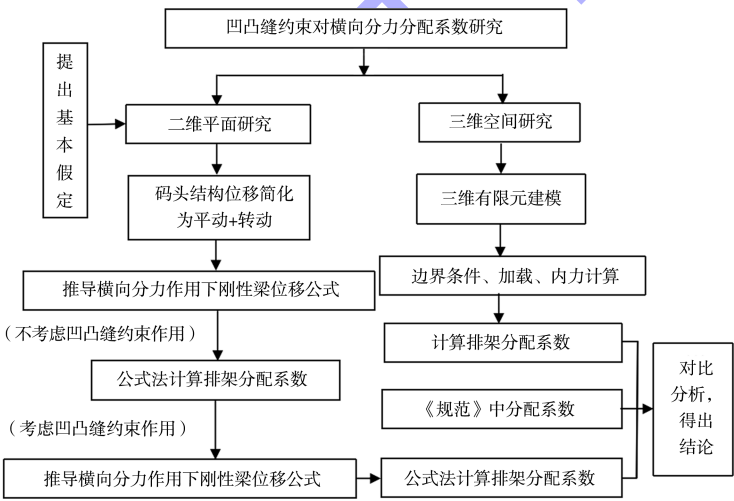 凹凸缝约束对横向分力分配系数研究
提
出
基
本
假
定
二维平面研究
三维空间研究
码头结构位移简化
为平动+转动
三维有限元建模
推导横向分力作用下刚性梁位移公式
边界条件、加载、内力计算
（不考虑凹凸缝约束作用）
计算排架分配系数
公式法计算排架分配系数
《规范》中分配系数
对比
分析，
得出
结论
（考虑凹凸缝约束作用）
推导横向分力作用下刚性梁位移公式
公式法计算排架分配系数